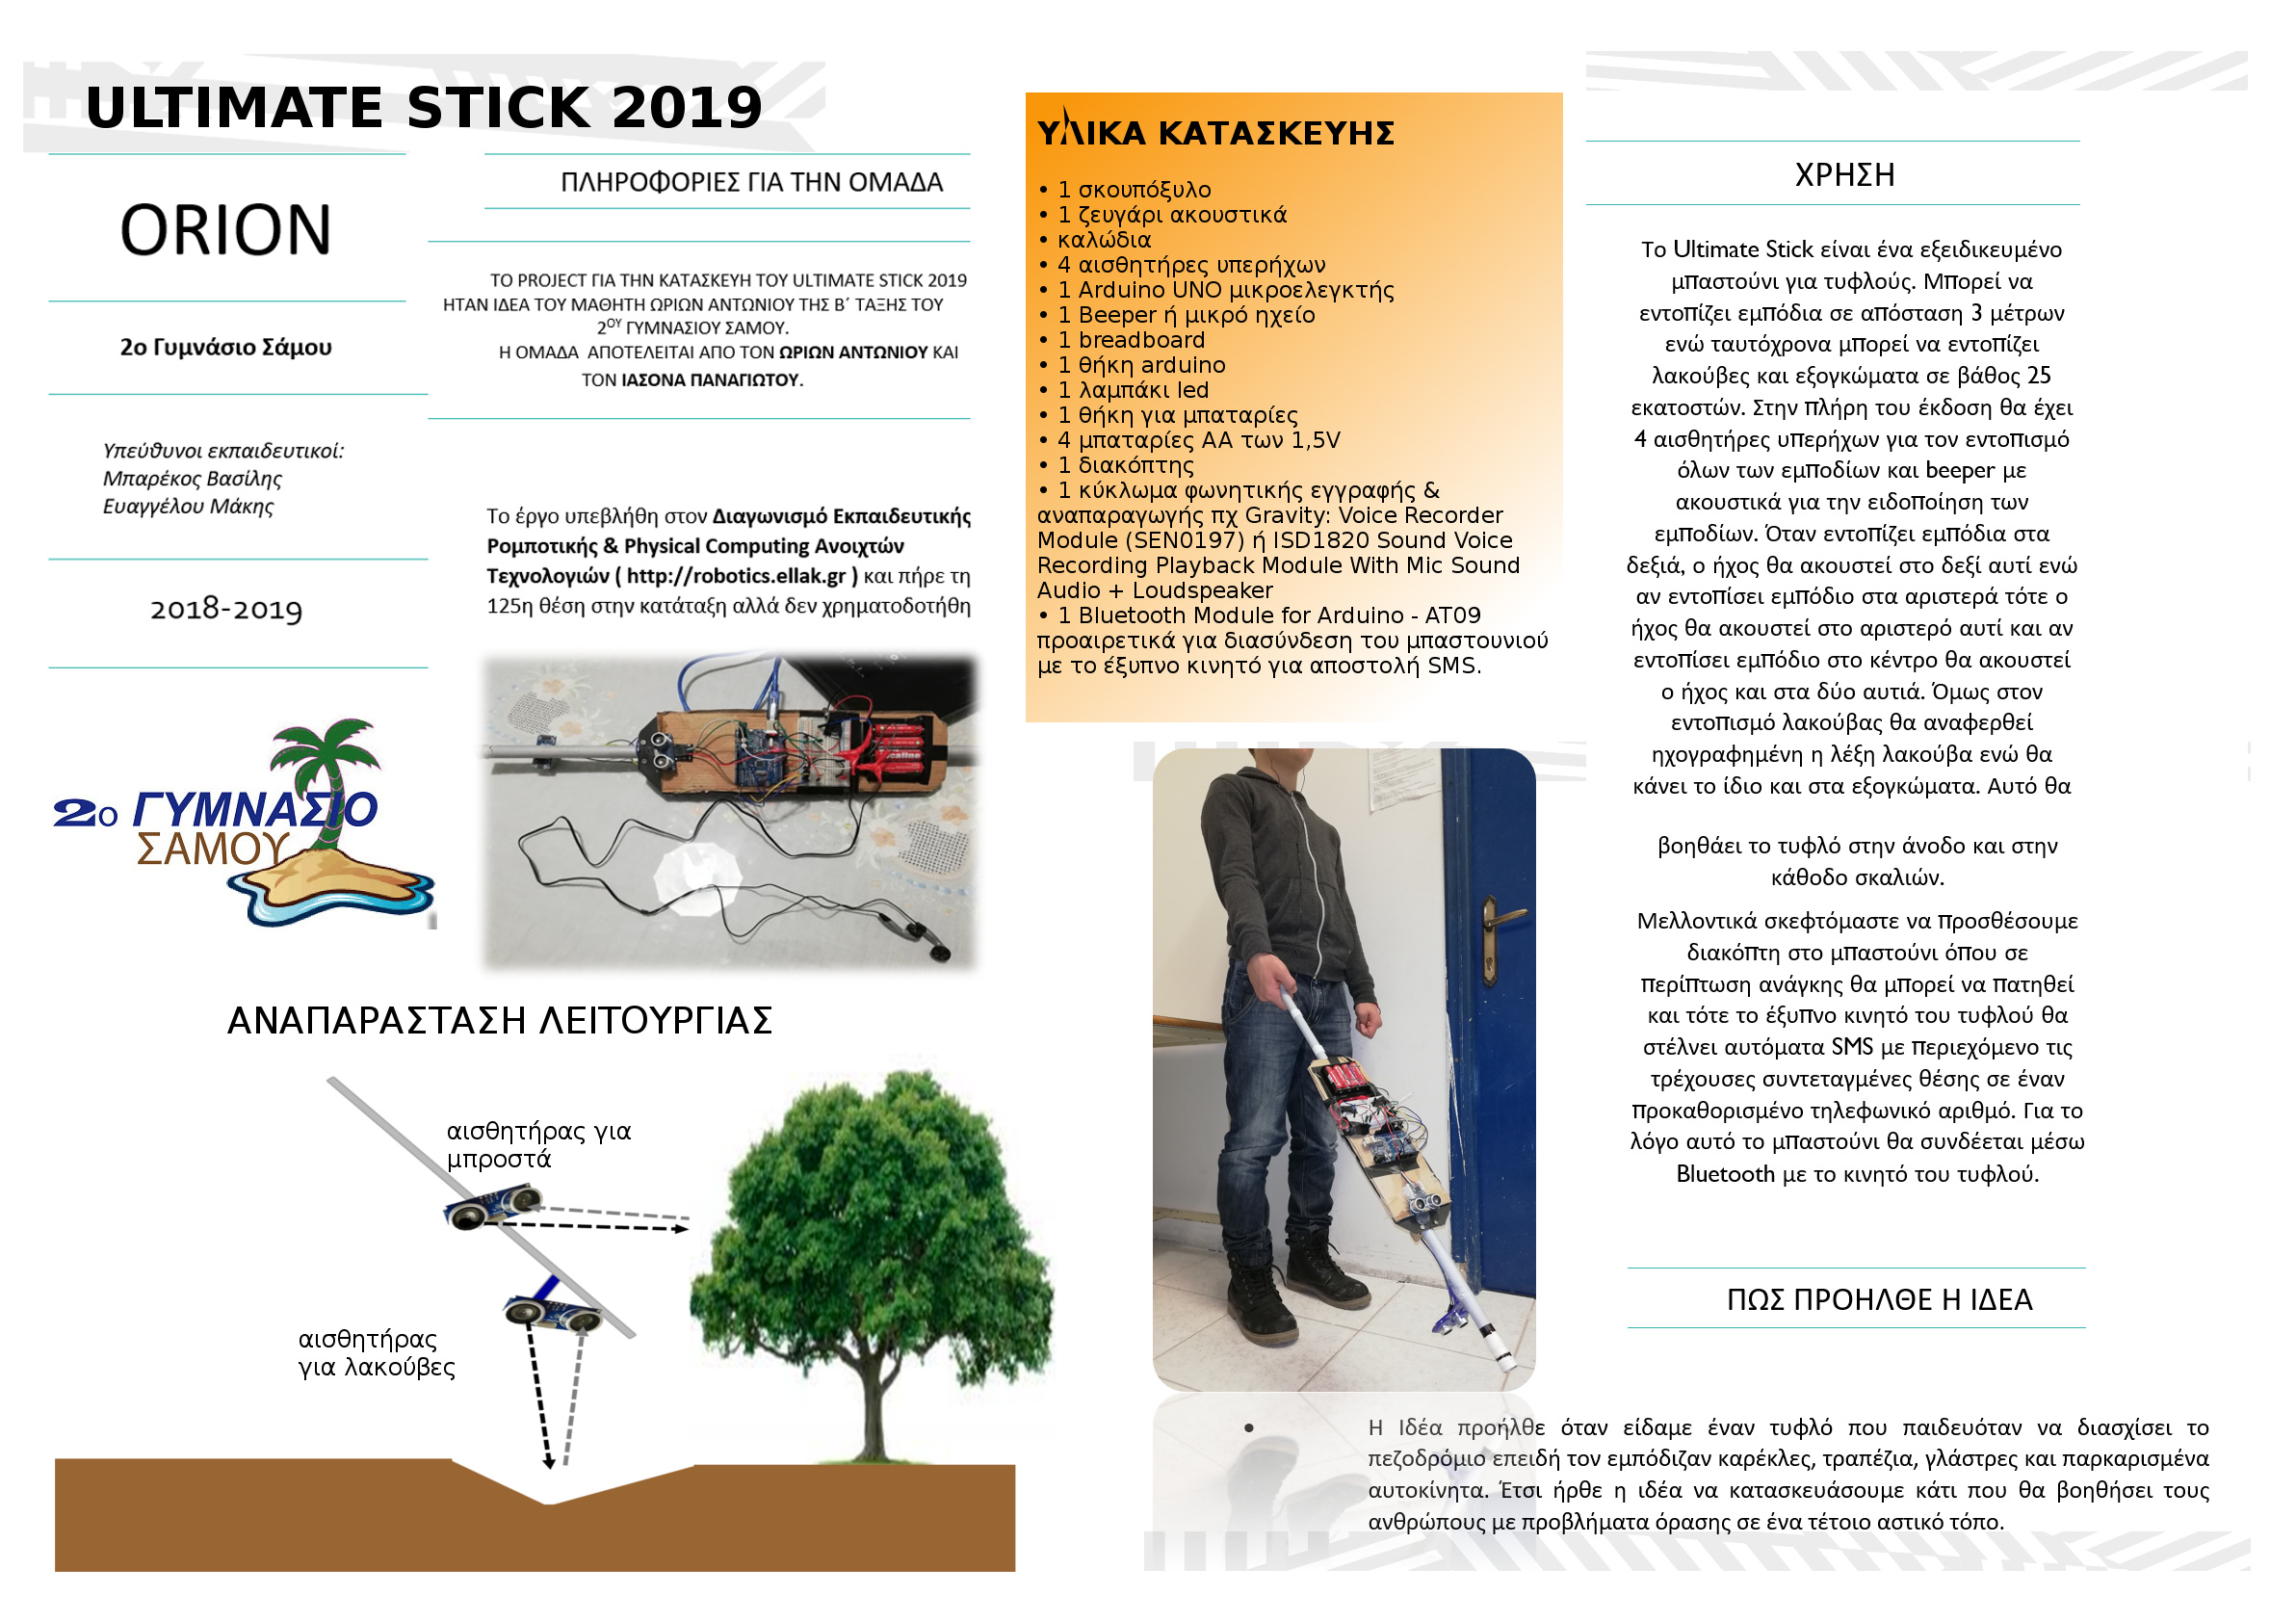 ULTIMATE STICK 2019
ORION
2ο Γυμνάσιο Σάμου
Υπεύθυνοι εκπαιδευτικοί:
Μπαρέκος Βασίλης
Ευαγγέλου Μάκης
2018-2019
2ο ΓΥΜΝΑΣΙΟ
ΣΑΜΟΥ
ΠΛΗΡΟΦΟΡΙΕΣ ΓΙΑ ΤΗΝ ΟΜΑΔΑ
ΤΟ PROJECT ΓΙΑ ΤΗΝ ΚΑΤΑΣΚΕΥΗ ΤΟΥ ULTIMATE STICK 2019
ΗΤΑΝ ΙΔΕΑ ΤΟΥ ΜΑΘΗΤΗ ΩΡΙΩΝ ΑΝΤΩΝΙΟΥ ΤΗΣ Β΄ ΤΑΞΗΣ ΤΟΥ
2ΟΥ ΓΥΜΝΑΣΙΟΥ ΣΑΜΟΥ.
Η ΟΜΑΔΑ ΑΠΟΤΕΛΕΙΤΑΙ ΑΠΟ ΤΟΝ ΩΡΙΩΝ ΑΝΤΩΝΙΟΥ ΚΑΙ
ΤΟΝ ΙΑΣΟΝΑ ΠΑΝΑΓΙΩΤΟΥ.
Το έργο υπεβλήθη στον Διαγωνισμό Εκπαιδευτικής
Ρομποτικής & Physical Computing Ανοιχτών
Τεχνολογιών ( http://robotics.ellak.gr ) και πήρε τη
125η θέση στην κατάταξη αλλά δεν χρηματοδοτήθη
ΑΝΑΠΑΡΑΣΤΑΣΗ ΛΕΙΤΟΥΡΓΙΑΣ
αισθητήρας για
μπροστά
αισθητήρας
για λακούβες
ΥΛΙΚΑ ΚΑΤΑΣΚΕΥΗΣ
• 1 σκουπόξυλο
• 1 ζευγάρι ακουστικά
• καλώδια
• 4 αισθητήρες υπερήχων
• 1 Arduino UNO μικροελεγκτής
• 1 Beeper ή μικρό ηχείο
• 1 breadboard
• 1 θήκη arduino
• 1 λαμπάκι led
• 1 θήκη για μπαταρίες
• 4 μπαταρίες ΑΑ των 1,5V
• 1 διακόπτης
• 1 κύκλωμα φωνητικής εγγραφής &
αναπαραγωγής πχ Gravity: Voice Recorder
Module (SEN0197) ή ISD1820 Sound Voice
Recording Playback Module With Mic Sound
Audio + Loudspeaker
• 1 Bluetooth Module for Arduino - AT09
προαιρετικά για διασύνδεση του μπαστουνιού
με το έξυπνο κινητό για αποστολή SMS.
ΧΡΗΣΗ
Το Ultimate Stick είναι ένα εξειδικευμένο
μπαστούνι για τυφλούς. Μπορεί να
εντοπίζει εμπόδια σε απόσταση 3 μέτρων
ενώ ταυτόχρονα μπορεί να εντοπίζει
λακούβες και εξογκώματα σε βάθος 25
εκατοστών. Στην πλήρη του έκδοση θα έχει
4 αισθητήρες υπερήχων για τον εντοπισμό
όλων των εμποδίων και beeper με
ακουστικά για την ειδοποίηση των
εμποδίων. Όταν εντοπίζει εμπόδια στα
δεξιά, ο ήχος θα ακουστεί στο δεξί αυτί ενώ
αν εντοπίσει εμπόδιο στα αριστερά τότε ο
ήχος θα ακουστεί στο αριστερό αυτί και αν
εντοπίσει εμπόδιο στο κέντρο θα ακουστεί
ο ήχος και στα δύο αυτιά. Όμως στον
εντοπισμό λακούβας θα αναφερθεί
ηχογραφημένη η λέξη λακούβα ενώ θα
κάνει το ίδιο και στα εξογκώματα. Αυτό θα
βοηθάει το τυφλό στην άνοδο και στην
κάθοδο σκαλιών.
Μελλοντικά σκεφτόμαστε να προσθέσουμε
διακόπτη στο μπαστούνι όπου σε
περίπτωση ανάγκης θα μπορεί να πατηθεί
και τότε το έξυπνο κινητό του τυφλού θα
στέλνει αυτόματα SMS με περιεχόμενο τις
τρέχουσες συντεταγμένες θέσης σε έναν
προκαθορισμένο τηλεφωνικό αριθμό. Για το
λόγο αυτό το μπαστούνι θα συνδέεται μέσω
Bluetooth με το κινητό του τυφλού.
ΠΩΣ ΠΡΟΗΛΘΕ Η ΙΔΕΑ
• Η Ιδέα προήλθε όταν είδαμε έναν τυφλό που παιδευόταν να διασχίσει το
πεζοδρόμιο επειδή τον εμπόδιζαν καρέκλες, τραπέζια, γλάστρες και παρκαρισμένα
αυτοκίνητα. Έτσι ήρθε η ιδέα να κατασκευάσουμε κάτι που θα βοηθήσει τους
ανθρώπους με προβλήματα όρασης σε ένα τέτοιο αστικό τόπο.